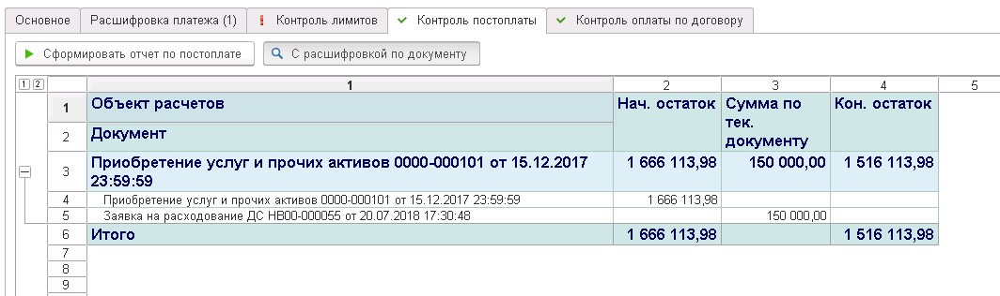 Основное Расшифровка платежа (1) Контроль лимитов Контроль постоплаты Контроль оплаты по договору
Сформировать отчет по постоплате С расшифровкой по документу
1 2 1 2 3 4 5
1 Объект расчетов Нач. остаток Сумма по тек. документу Кон. остаток
2 Документ
3 Приобретение услуг и прочих активов 0000-000101 от 15.12.2017 23:59:59 1 666 113,98 150 000,00 1 516 113,98
4 Приобретение услуг и прочих активов 0000-000101 от 15.12.2017 23:59:59 1 666 113,98
5 Заявка на расходование ДС НВ00-000055 от 20.07.2018 17:30:48 150 000,00
6 Итого 1 666 113,98 1 516 113,98
7
8
9